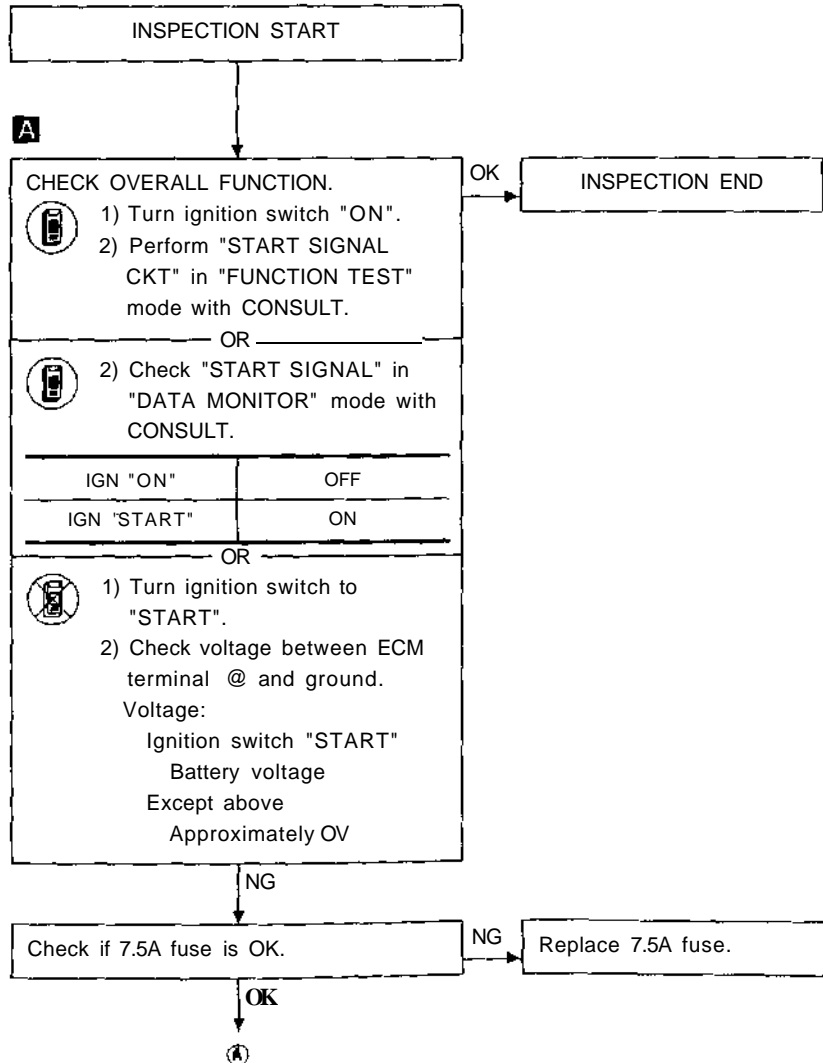 INSPECTION START
A
CHECK OVERALL FUNCTION.
1) Turn ignition switch "ON".
2) Perform "START SIGNAL
CKT" in "FUNCTION TEST"
mode with CONSULT.
OK
INSPECTION END
OR
2) Check "START SIGNAL" in
"DATA MONITOR" mode with
CONSULT.
IGN "ON" OFF
IGN "START" ON
OR
1) Turn ignition switch to
"START".
2) Check voltage between ECM
terminal @ and ground.
Voltage:
Ignition switch "START"
Battery voltage
Except above
Approximately OV
NG
Check if 7.5A fuse is OK.
NG
Replace 7.5A fuse.
OK
A